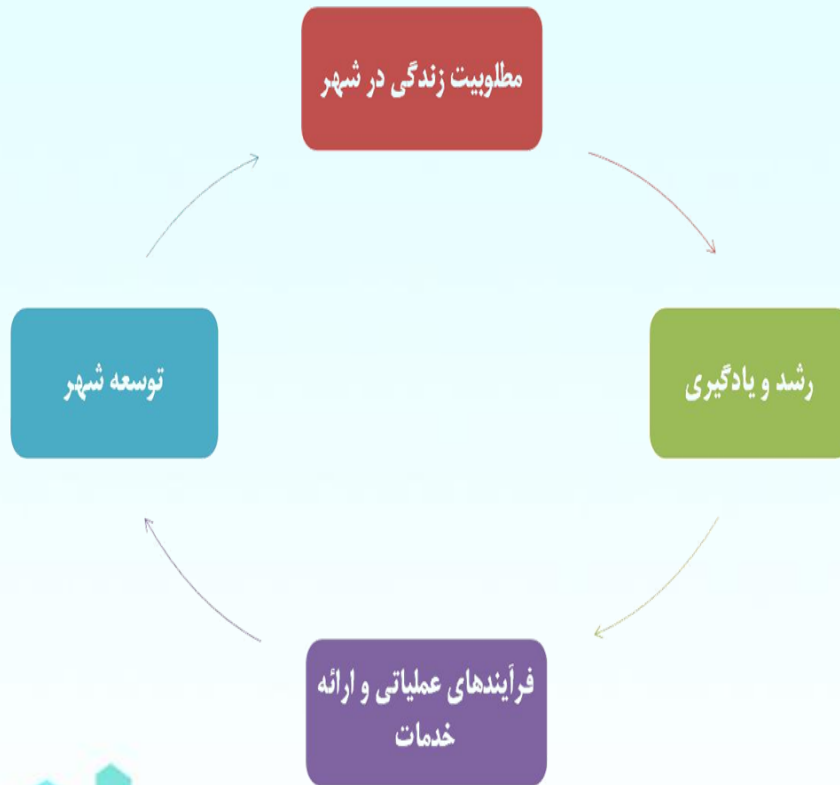 مطلوبیت زندگی در شهر
رشد و یادگیری
فرآیندهای عملیاتی و ارائه
خدمات
توسعه شهر